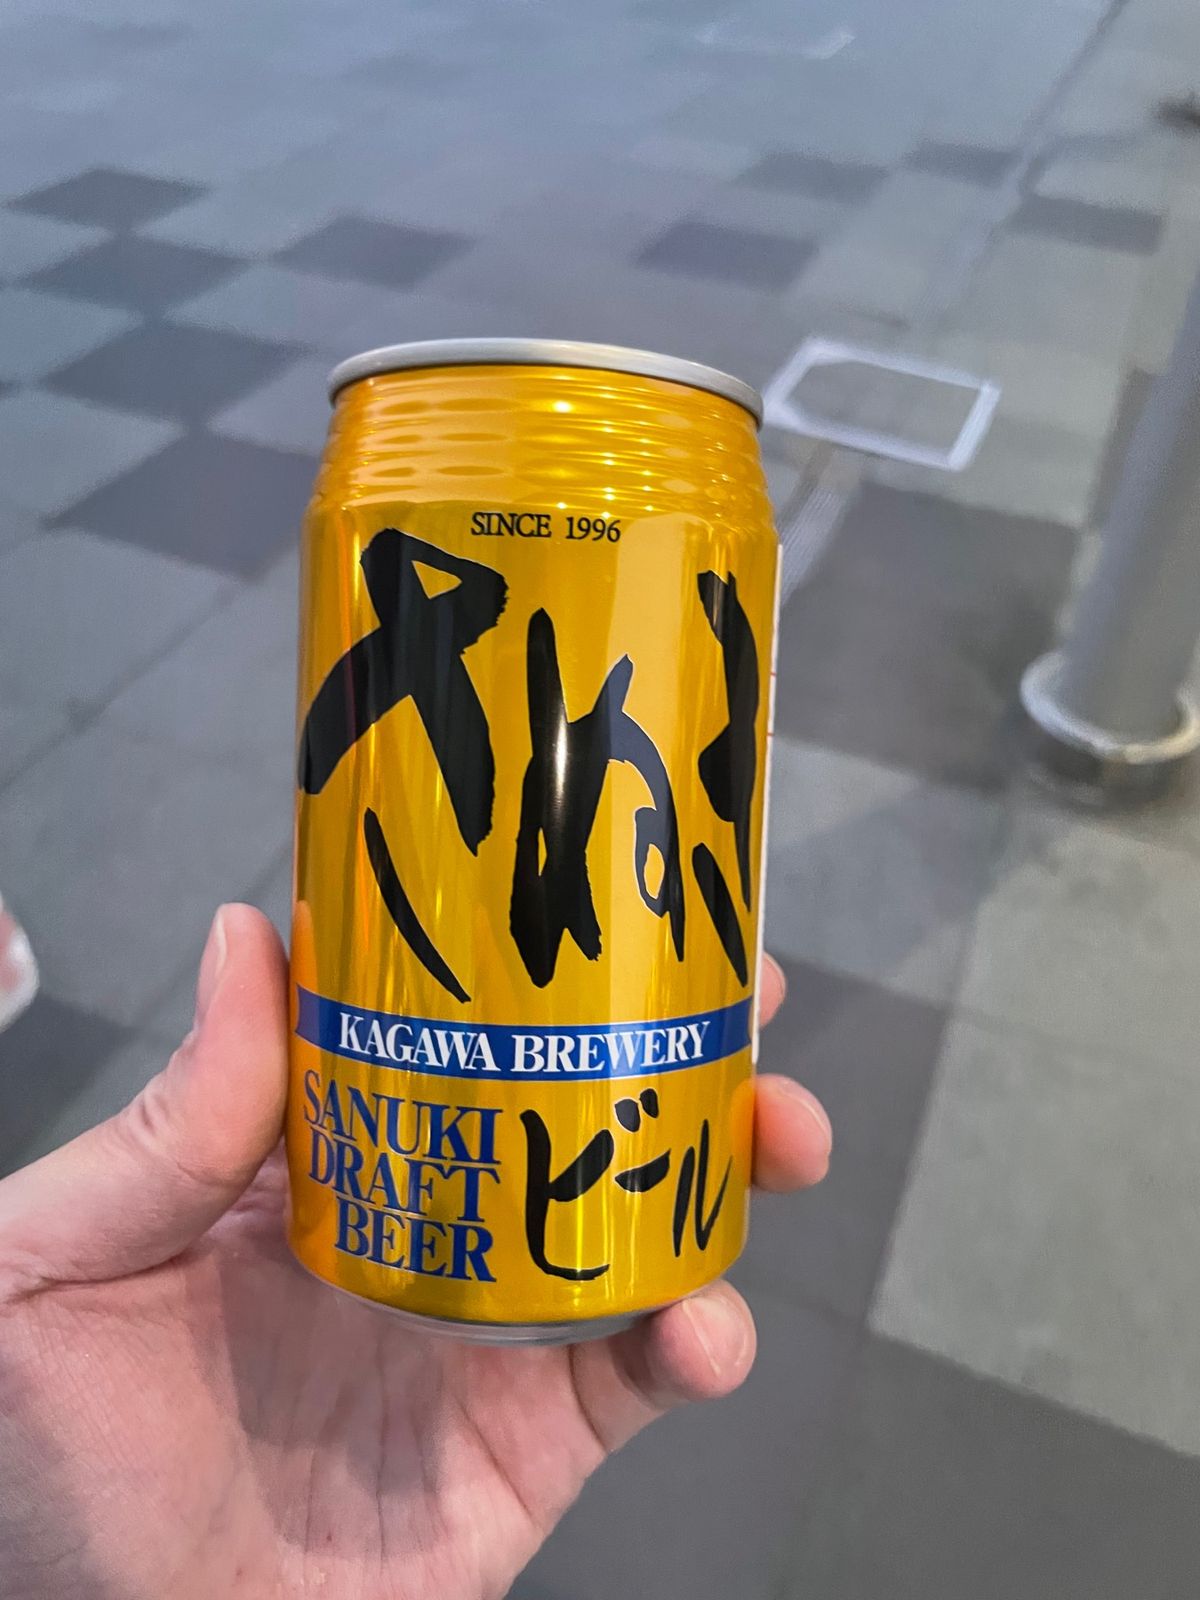 SINCE 1996
さぬき
KAGAWA BREWERY
SANUKI
DRAFT
BEER
ビール